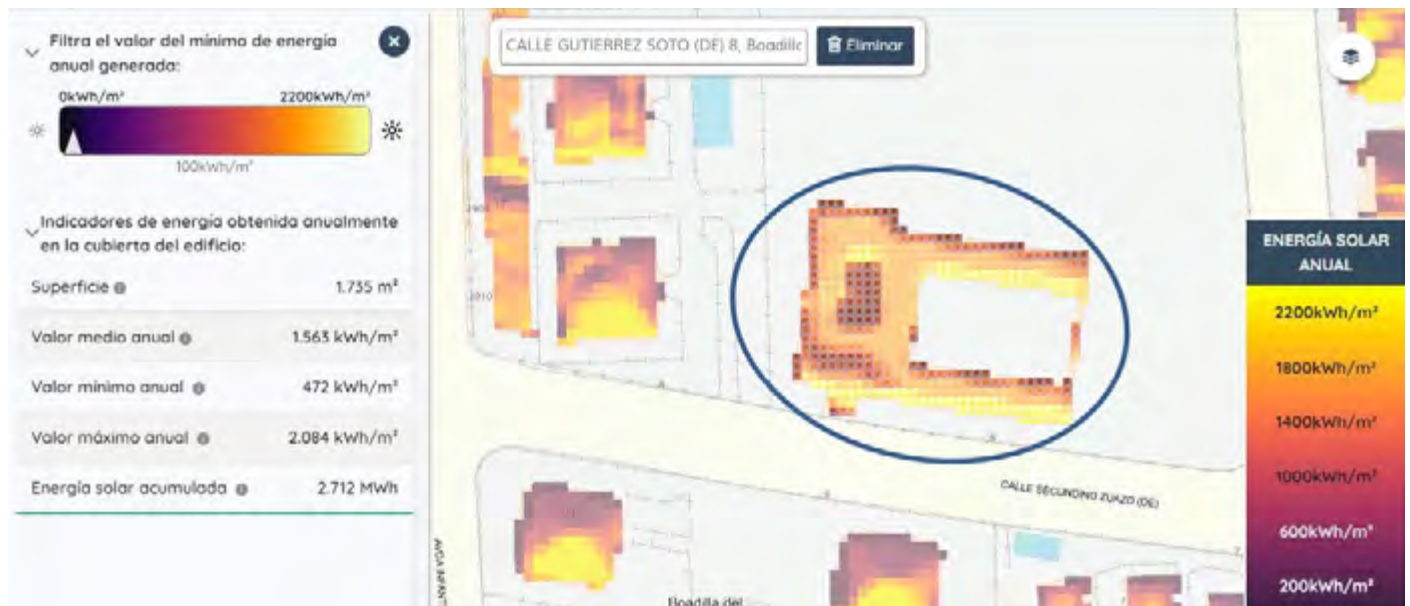 Filtra el valor del mínimo de energía
anual generada:
0kWh/m²
2200kWh/m²
100kWh/m²
Indicadores de energía obtenida anualmente
en la cubierta del edificio:
Superficie
1.735 m²
Valor medio anual
1.563 kWh/m²
Valor mínimo anual
472 kWh/m²
Valor máximo anual
2.084 kWh/m²
Energía solar acumulada
2.712 MWh
CALLE GUTIERREZ SOTO (DE) 8, Boadilla
Eliminar
CALLE SECUNDINO ZUAZO (DE)
Boadilla del
ENERGÍA SOLAR
ANUAL
2200kWh/m²
1800kWh/m²
1400kWh/m²
1000kWh/m²
600kWh/m²
200kWh/m²